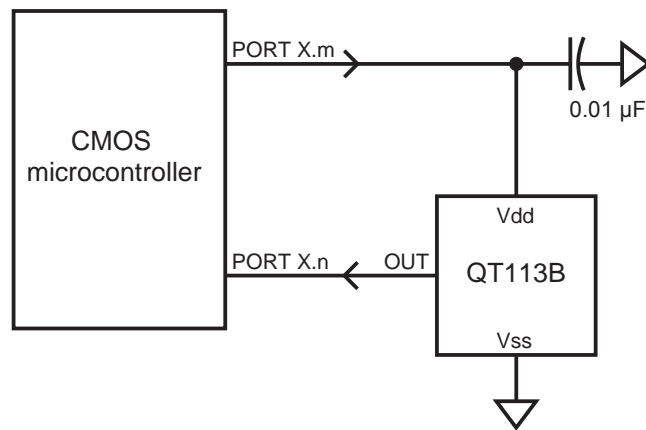 PORT X.m
0.01 µF
CMOS
microcontroller
Vdd
PORT X.n
OUT
QT113B
Vss